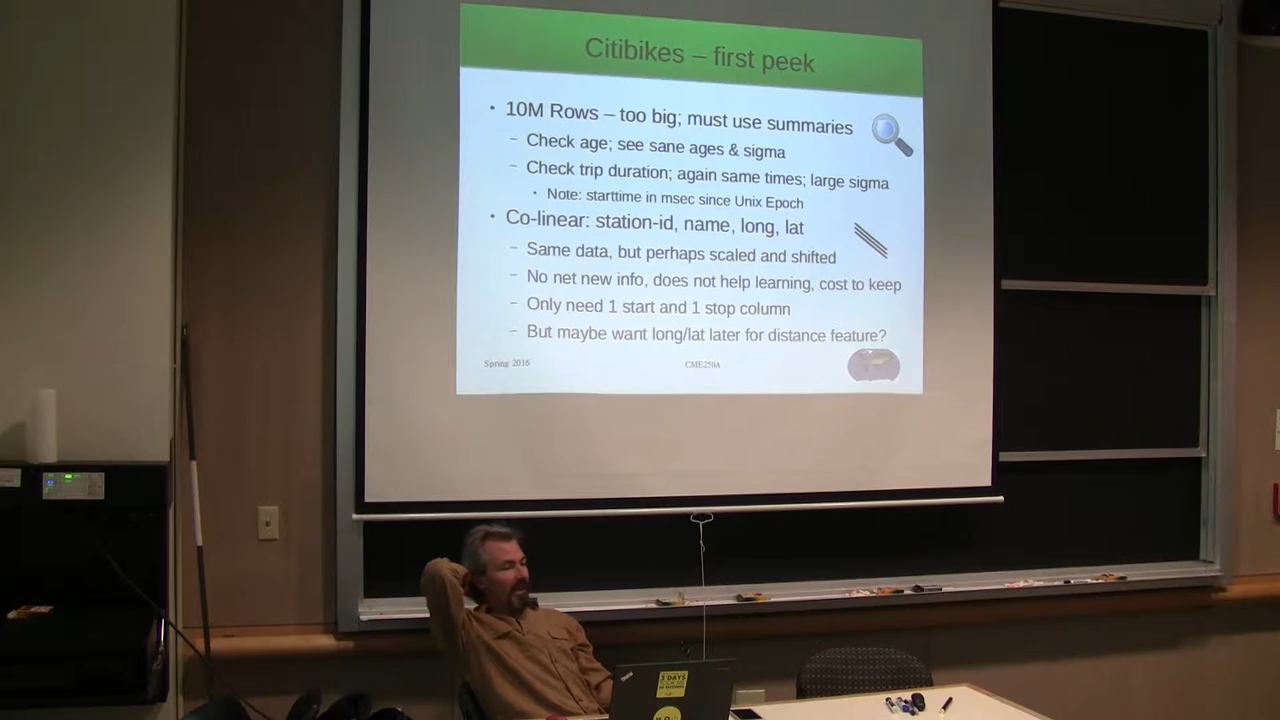 Citibikes – first peek
• 10M Rows – too big; must use summaries
– Check age; see sane ages & sigma
– Check trip duration; again same times; large sigma
• Note: starttime in msec since Unix Epoch
• Co-linear: station-id, name, long, lat
– Same data, but perhaps scaled and shifted
– No net new info, does not help learning, cost to keep
– Only need 1 start and 1 stop column
– But maybe want long/lat later for distance feature?
Spring 2016
CME250A
3 DAYS